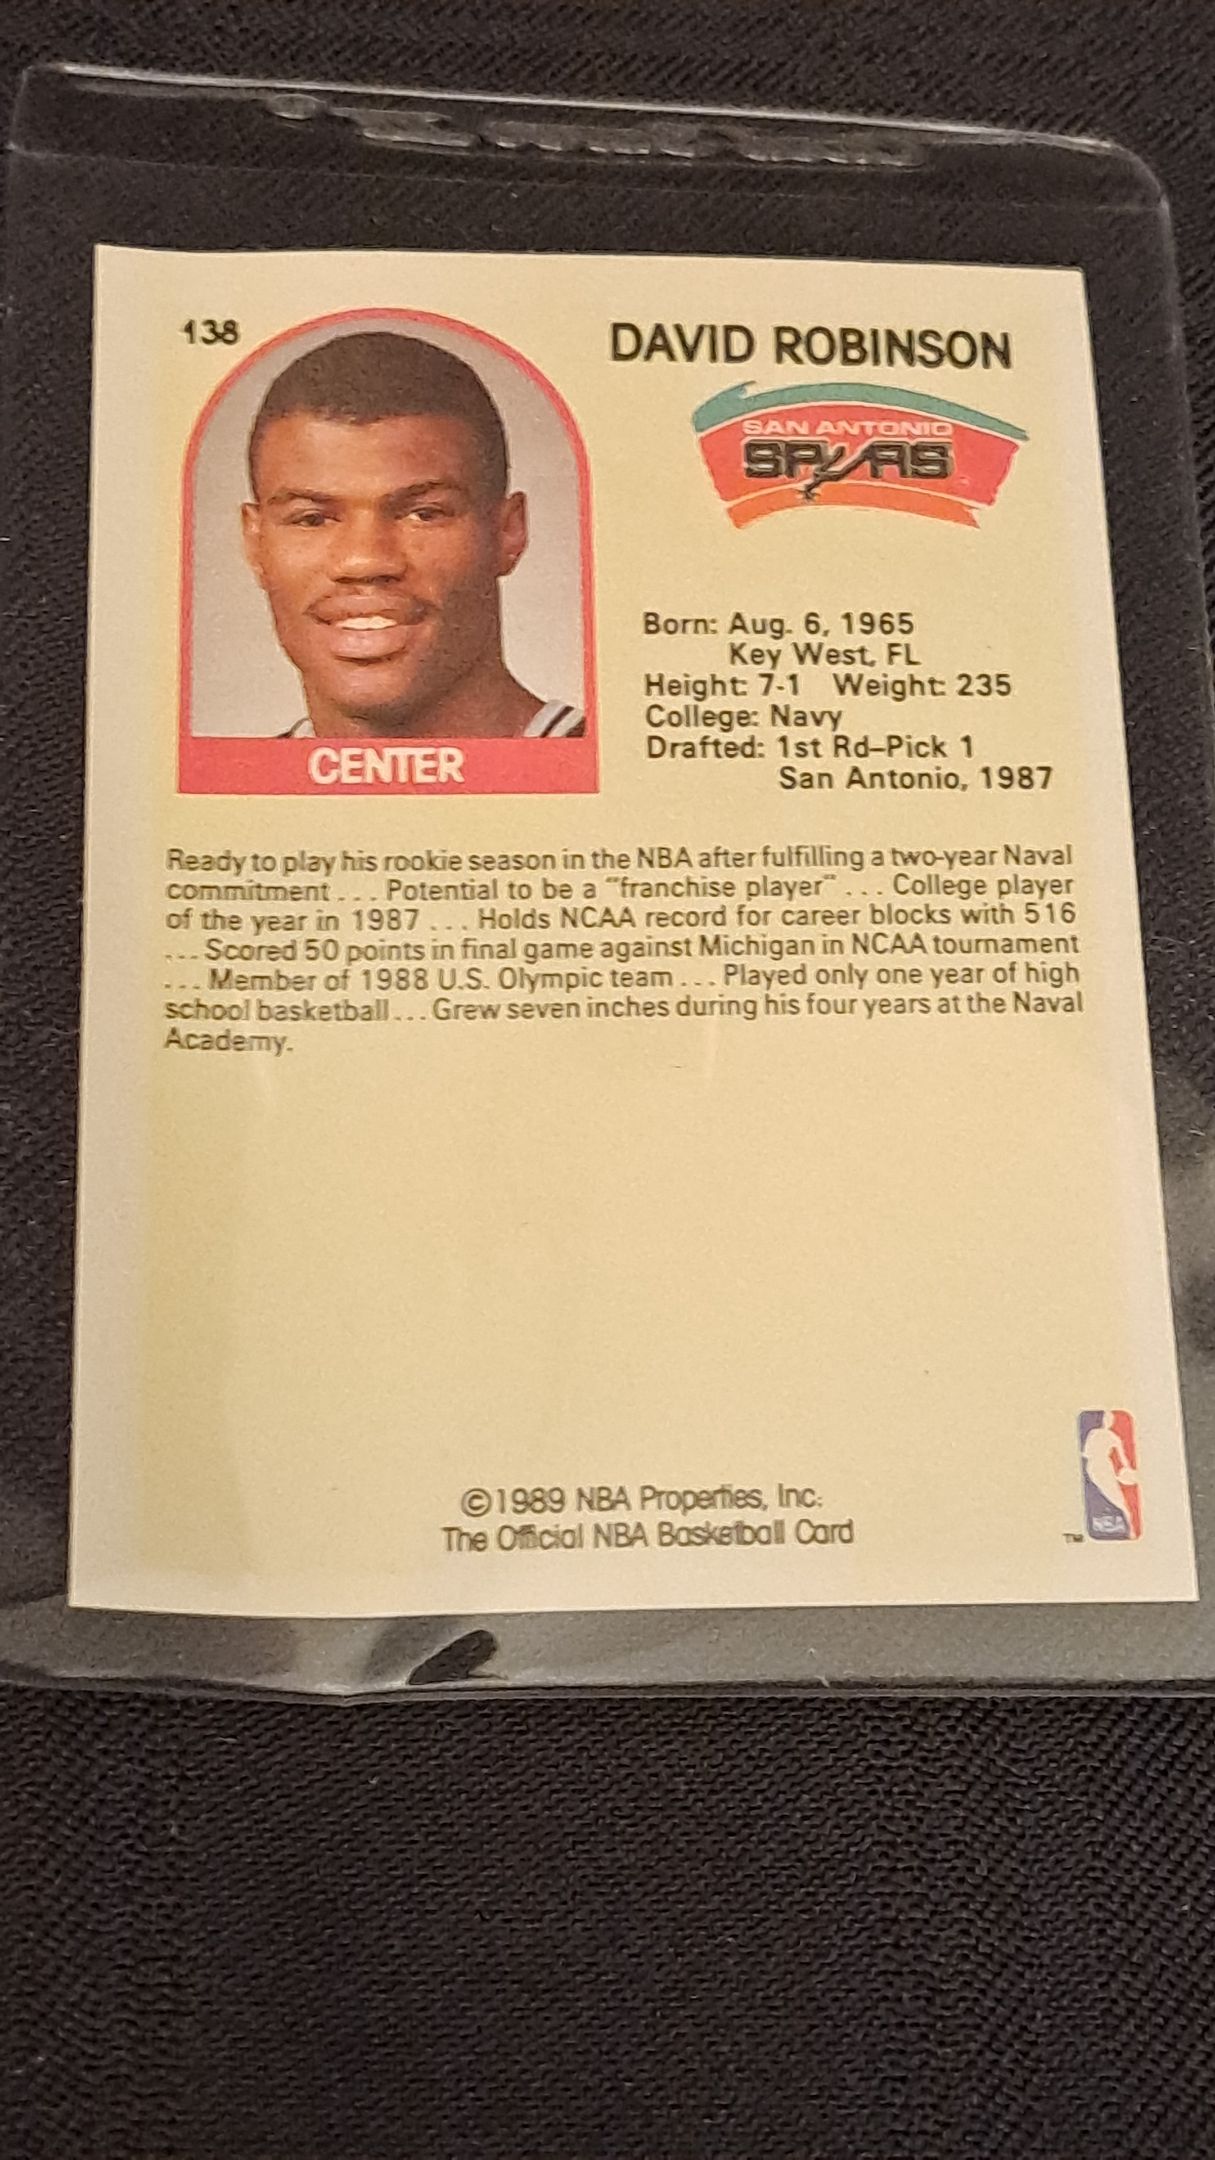 138
DAVID ROBINSON
SAN ANTONIO
SPURS
CENTER
Born: Aug. 6, 1965
Key West, FL
Height: 7-1 Weight: 235
College: Navy
Drafted: 1st Rd–Pick 1
San Antonio, 1987
Ready to play his rookie season in the NBA after fulfilling a two-year Naval
commitment . . . Potential to be a "franchise player" . . . College player
of the year in 1987 . . . Holds NCAA record for career blocks with 516
. . . Scored 50 points in final game against Michigan in NCAA tournament
. . . Member of 1988 U.S. Olympic team . . . Played only one year of high
school basketball . . . Grew seven inches during his four years at the Naval
Academy.
©1989 NBA Properties, Inc.
The Official NBA Basketball Card
TM
NBA